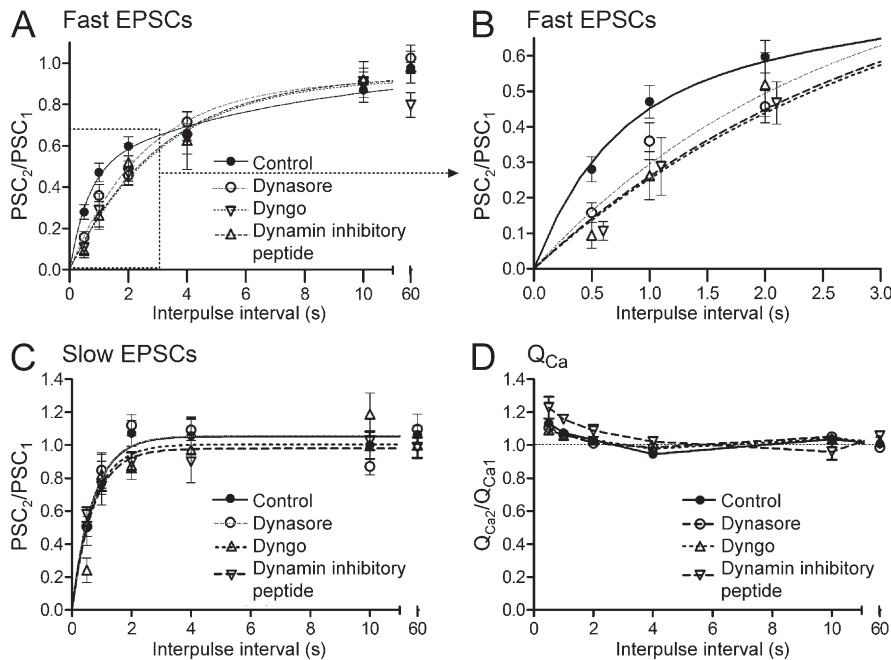 A Fast EPSCs
PSC2/PSC1
1.0
0.8
0.6
0.4
0.2
0.0
0 2 4 6 8 10 60
Interpulse interval (s)
Control
Dynasore
Dyngo
Dynamin inhibitory
peptide
B Fast EPSCs
PSC2/PSC1
0.6
0.5
0.4
0.3
0.2
0.1
0.0
0.0 0.5 1.0 1.5 2.0 2.5 3.0
Interpulse interval (s)
C Slow EPSCs
PSC2/PSC1
1.4
1.2
1.0
0.8
0.6
0.4
0.2
0.0
0 2 4 6 8 10 60
Interpulse interval (s)
Control
Dynasore
Dyngo
Dynamin inhibitory
peptide
D QCa
QCa2/QCa1
1.4
1.2
1.0
0.8
0.6
0.4
0.2
0.0
0 2 4 6 8 10 60
Interpulse interval (s)
Control
Dynasore
Dyngo
Dynamin inhibitory
peptide